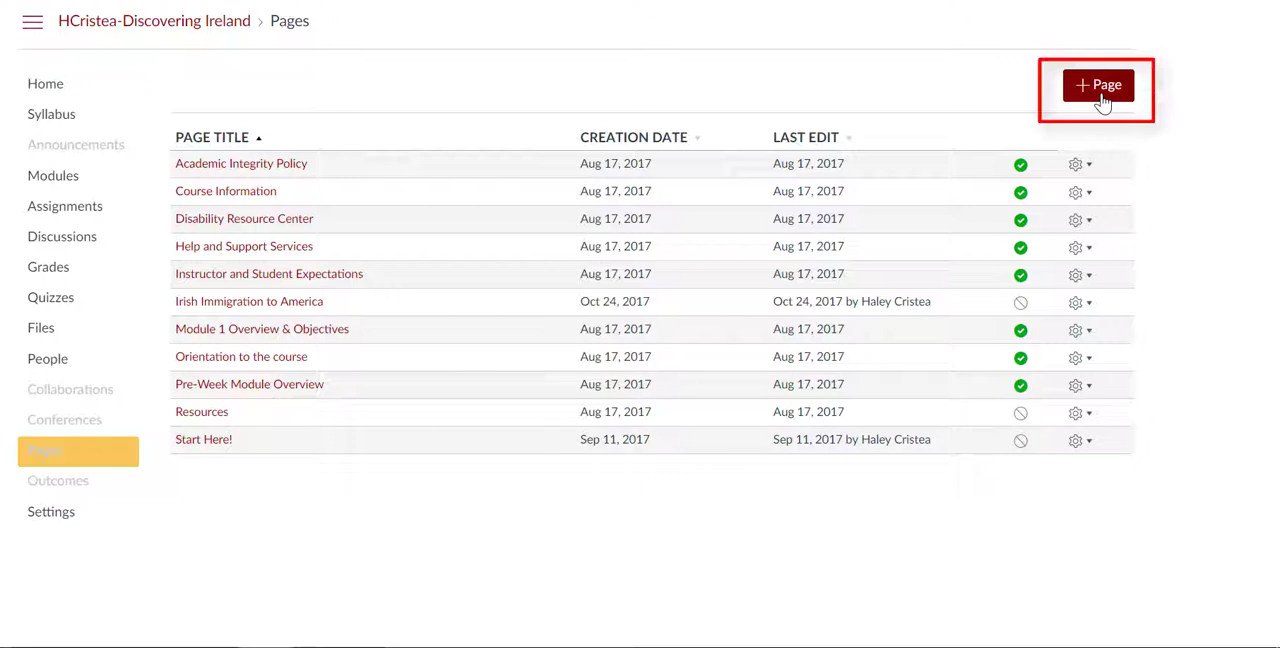 HCristea-Discovering Ireland › Pages
+ Page
Home
Syllabus
Announcements
Modules
Assignments
Discussions
Grades
Quizzes
Files
People
Collaborations
Conferences
Pages
Outcomes
Settings
PAGE TITLE CREATION DATE LAST EDIT
Academic Integrity Policy Aug 17, 2017 Aug 17, 2017
Course Information Aug 17, 2017 Aug 17, 2017
Disability Resource Center Aug 17, 2017 Aug 17, 2017
Help and Support Services Aug 17, 2017 Aug 17, 2017
Instructor and Student Expectations Aug 17, 2017 Aug 17, 2017
Irish Immigration to America Oct 24, 2017 Oct 24, 2017 by Haley Cristea
Module 1 Overview & Objectives Aug 17, 2017 Aug 17, 2017
Orientation to the course Aug 17, 2017 Aug 17, 2017
Pre-Week Module Overview Aug 17, 2017 Aug 17, 2017
Resources Aug 17, 2017 Aug 17, 2017
Start Here! Sep 11, 2017 Sep 11, 2017 by Haley Cristea